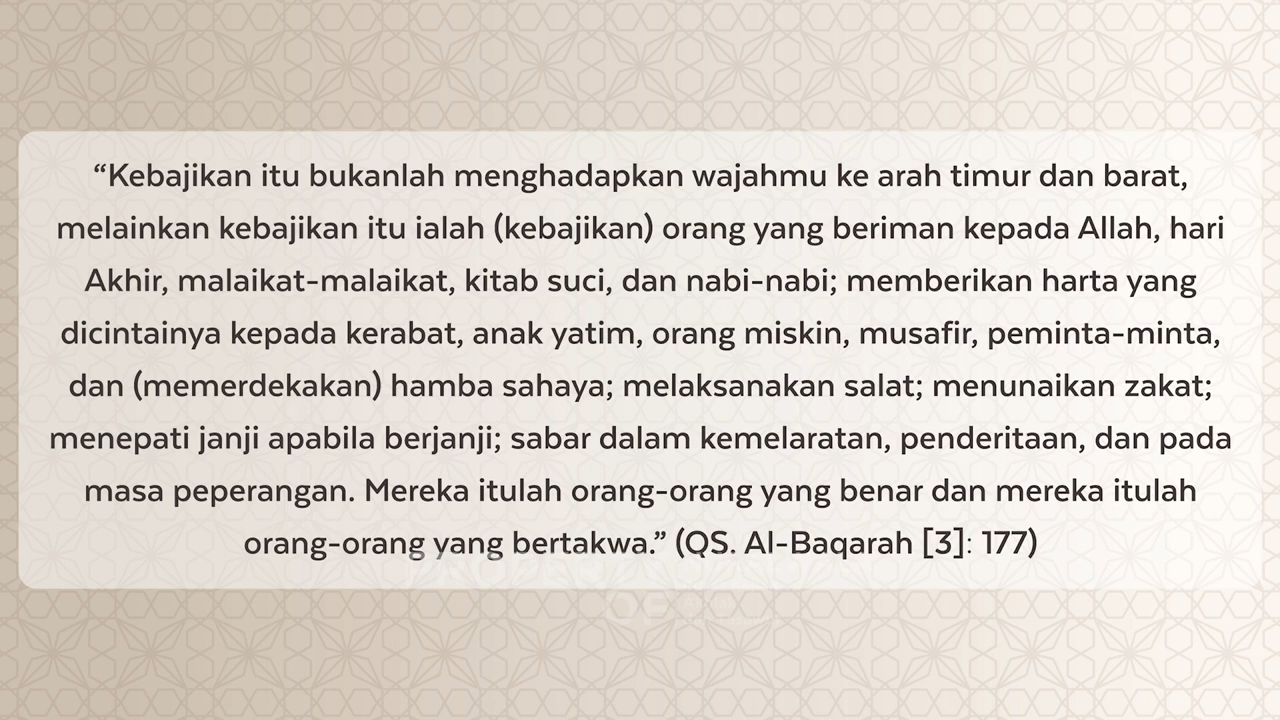 “Kebajikan itu bukanlah menghadapkan wajahmu ke arah timur dan barat,
melainkan kebajikan itu ialah (kebajikan) orang yang beriman kepada Allah, hari
Akhir, malaikat-malaikat, kitab suci, dan nabi-nabi; memberikan harta yang
dicintainya kepada kerabat, anak yatim, orang miskin, musafir, peminta-minta,
dan (memerdekakan) hamba sahaya; melaksanakan salat; menunaikan zakat;
menepati janji apabila berjanji; sabar dalam kemelaratan, penderitaan, dan pada
masa peperangan. Mereka itulah orang-orang yang benar dan mereka itulah
orang-orang yang bertakwa.” (QS. Al-Baqarah [3]: 177)
OF